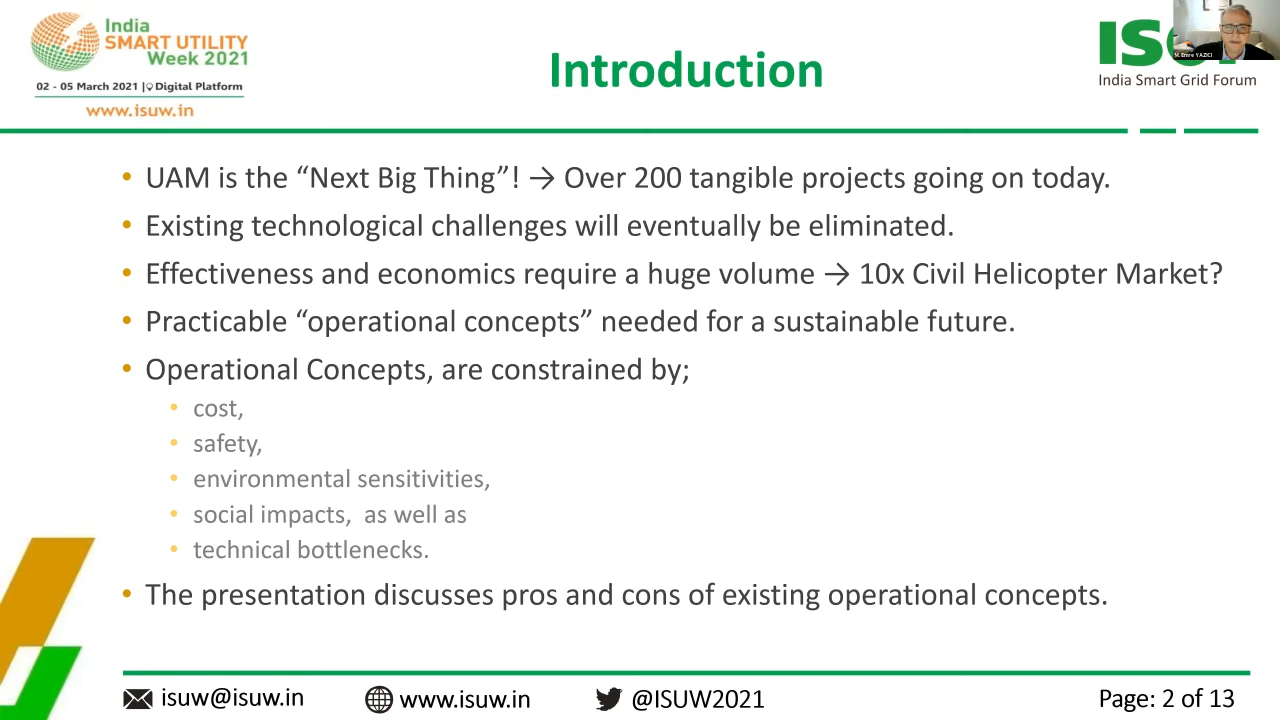 India
SMART UTILITY
Week 2021
02 - 05 March 2021 | Digital Platform
www.isuw.in
Introduction
M. Emre YAZICI
India Smart Grid Forum
• UAM is the “Next Big Thing”! → Over 200 tangible projects going on today.
• Existing technological challenges will eventually be eliminated.
• Effectiveness and economics require a huge volume → 10x Civil Helicopter Market?
• Practicable “operational concepts” needed for a sustainable future.
• Operational Concepts, are constrained by;
• cost,
• safety,
• environmental sensitivities,
• social impacts,  as well as
• technical bottlenecks.
• The presentation discusses pros and cons of existing operational concepts.
isuw@isuw.in
www.isuw.in
@ISUW2021
Page: 2 of 13